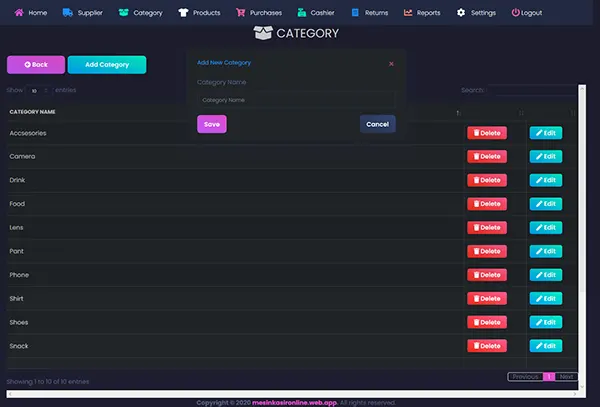 Home Supplier Category Products Purchases Cashier Returns Reports Settings Logout
CATEGORY
Back Add Category
Add New Category
Category Name
Category Name
Save Cancel
Show 10 entries Search:
CATEGORY NAME
Accsesories Delete Edit
Camera Delete Edit
Drink Delete Edit
Food Delete Edit
Lens Delete Edit
Pant Delete Edit
Phone Delete Edit
Shirt Delete Edit
Shoes Delete Edit
Snack Delete Edit
Showing 1 to 10 of 10 entries Previous 1 Next
Copyright © 2020 mesinkasironline.web.app. All rights reserved.